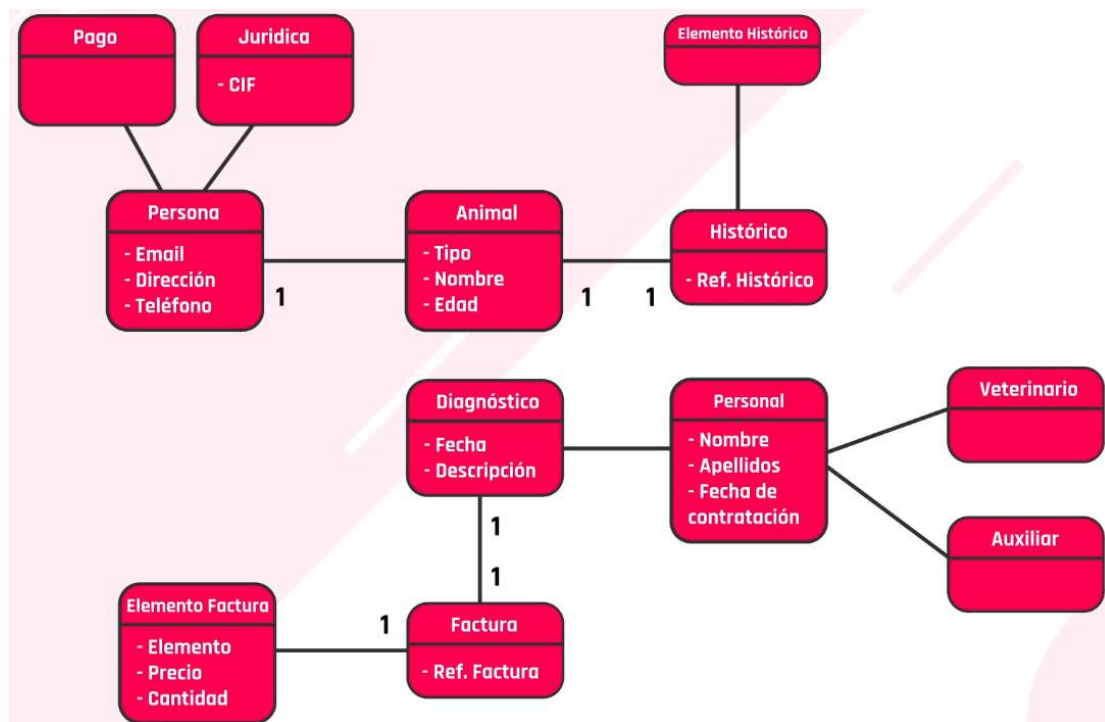 Pago
Juridica
- CIF
Elemento Histórico
Persona
- Email
- Dirección
- Teléfono
1
Animal
- Tipo
- Nombre
- Edad
1
1
Histórico
- Ref. Histórico
Diagnóstico
- Fecha
- Descripción
Personal
- Nombre
- Apellidos
- Fecha de
contratación
Veterinario
Auxiliar
1
1
Elemento Factura
- Elemento
- Precio
- Cantidad
1
Factura
- Ref. Factura